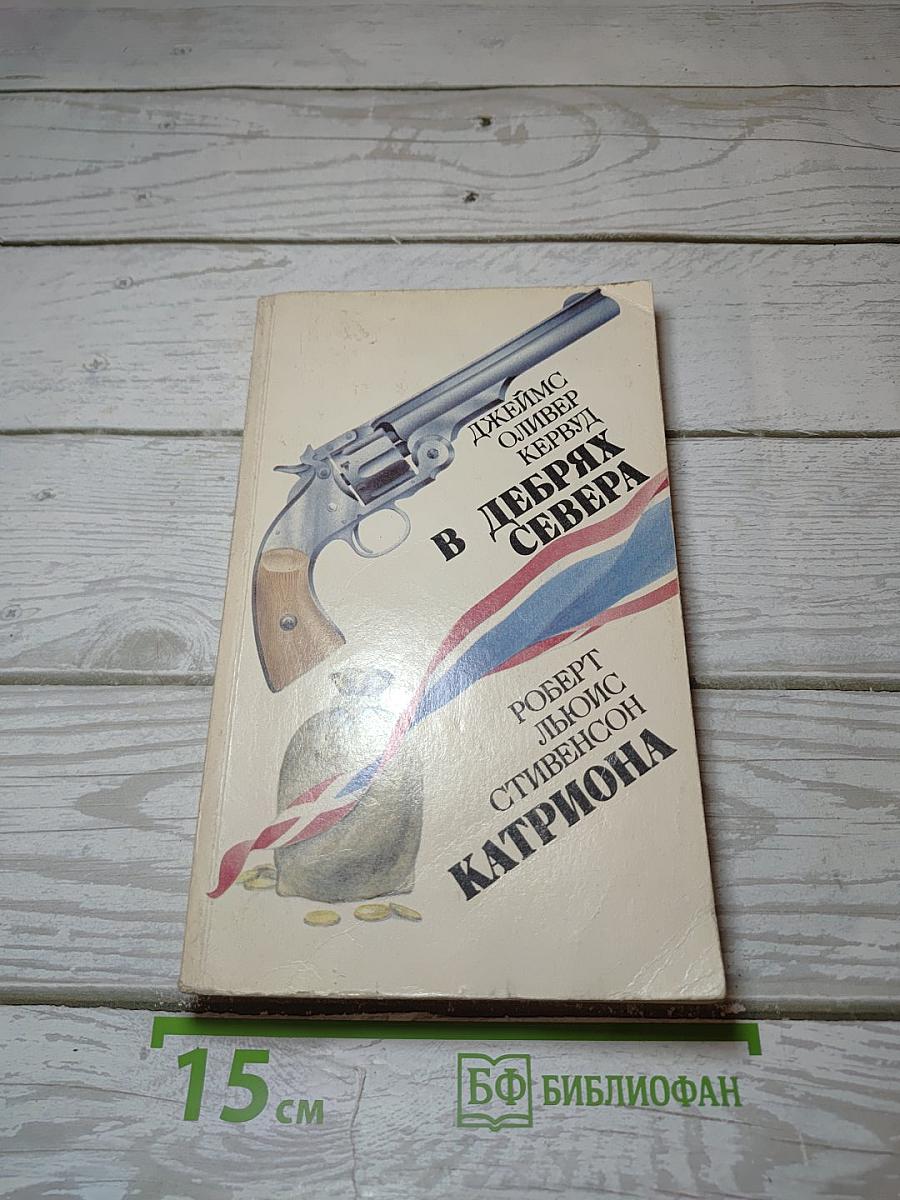 ДЖЕЙМС
ОЛИВЕР
КЕРВУД
В ДЕБРЯХ
СЕВЕРА
РОБЕРТ
ЛЬЮИС
СТИВЕНСОН
КАТРИОНА
15 СМ
БФ БИБЛИОФАН